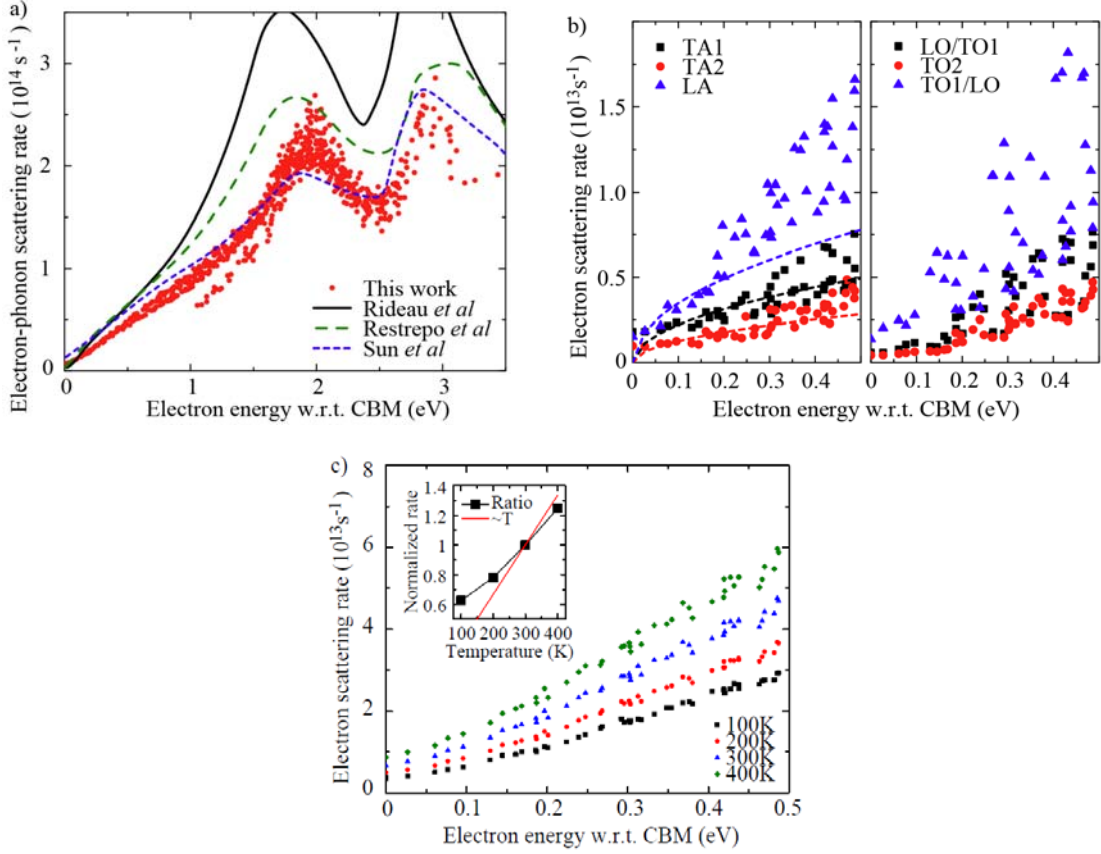 a)
Electron-phonon scattering rate (10¹⁴ s⁻¹)
3
2
1
0
This work
Rideau et al
Restrepo et al
Sun et al
0 1 2 3
Electron energy w.r.t. CBM (eV)
b)
Electron scattering rate (10¹³s⁻¹)
1.5
1.0
0.5
0
TA1
TA2
LA
LO/TO1
TO2
TO1/LO
0 0.1 0.2 0.3 0.4 0 0.1 0.2 0.3 0.4
Electron energy w.r.t. CBM (eV)
c)
Electron scattering rate (10¹³s⁻¹)
8
6
4
2
0
Normalized rate
1.4
1.2
1
0.8
0.6
Ratio
~T
100 200 300 400
Temperature (K)
100K
200K
300K
400K
0 0.1 0.2 0.3 0.4 0.5
Electron energy w.r.t. CBM (eV)